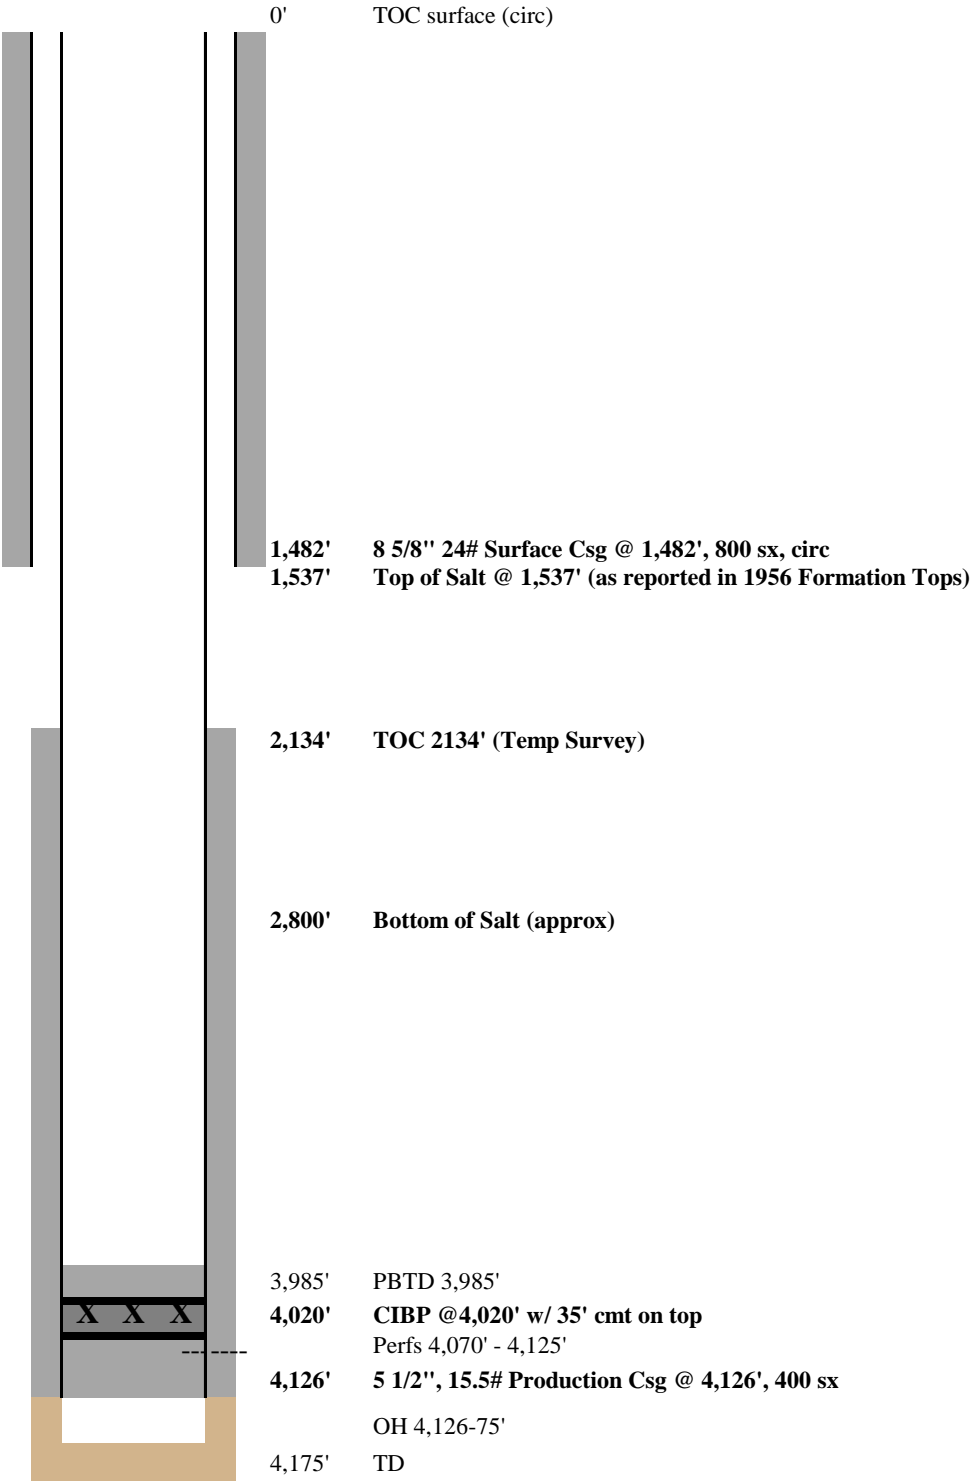 0' TOC surface (circ)
1,482' 8 5/8" 24# Surface Csg @ 1,482', 800 sx, circ
1,537' Top of Salt @ 1,537' (as reported in 1956 Formation Tops)
2,134' TOC 2134' (Temp Survey)
2,800' Bottom of Salt (approx)
3,985' PBTD 3,985'
X X X 4,020' CIBP @4,020' w/ 35' cmt on top
Perfs 4,070' - 4,125'
4,126' 5 1/2", 15.5# Production Csg @ 4,126', 400 sx
OH 4,126-75'
4,175' TD